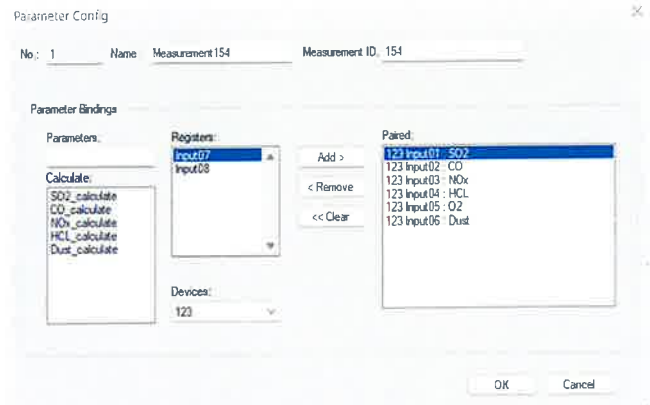 Parameter Config
No.: 1 Name Measurement154 Measurement ID. 154
Parameter Bindings
Parameters:
Calculate:
SO2_calculate
CO_calculate
NOx_calculate
HCL_calculate
Dust_calculate
Registers:
Input07
Input08
Devices:
123
Add >
< Remove
<< Clear
Paired:
123 Input01 : SO2
123 Input02 : CO
123 Input03 : NOx
123 Input04 : HCL
123 Input05 : O2
123 Input06 : Dust
OK Cancel